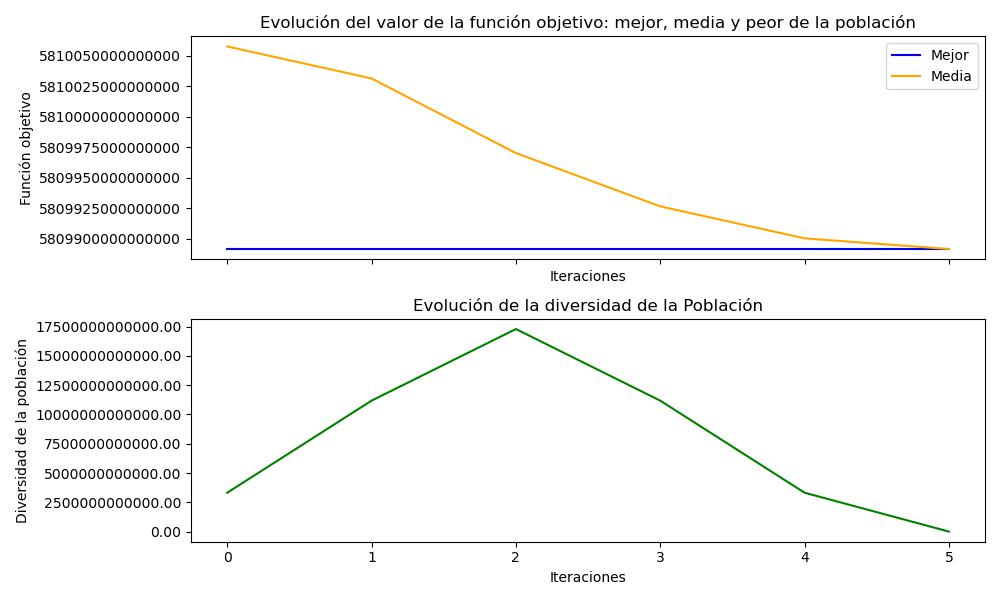 Evolución del valor de la función objetivo: mejor, media y peor de la población
Función objetivo
5810050000000000
5810025000000000
5810000000000000
5809975000000000
5809950000000000
5809925000000000
5809900000000000
Mejor
Media
Iteraciones
Evolución de la diversidad de la Población
Diversidad de la población
17500000000000.00
15000000000000.00
12500000000000.00
10000000000000.00
7500000000000.00
5000000000000.00
2500000000000.00
0.00
0 1 2 3 4 5
Iteraciones